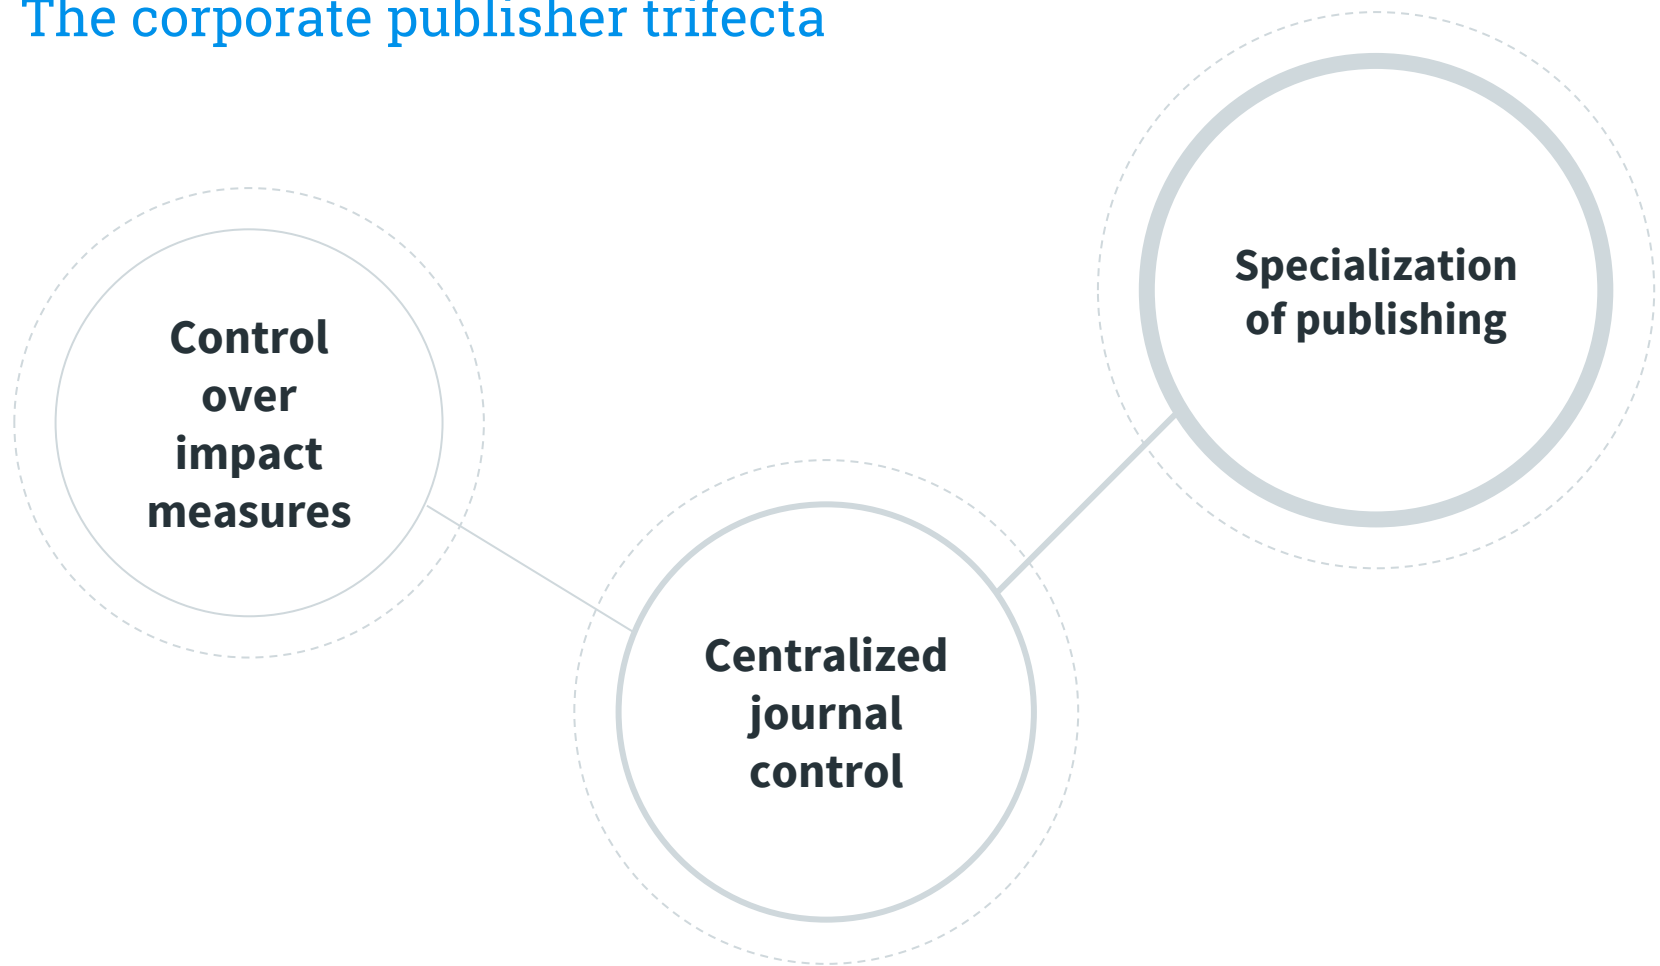 The corporate publisher trifecta
Control
over
impact
measures
Centralized
journal
control
Specialization
of publishing